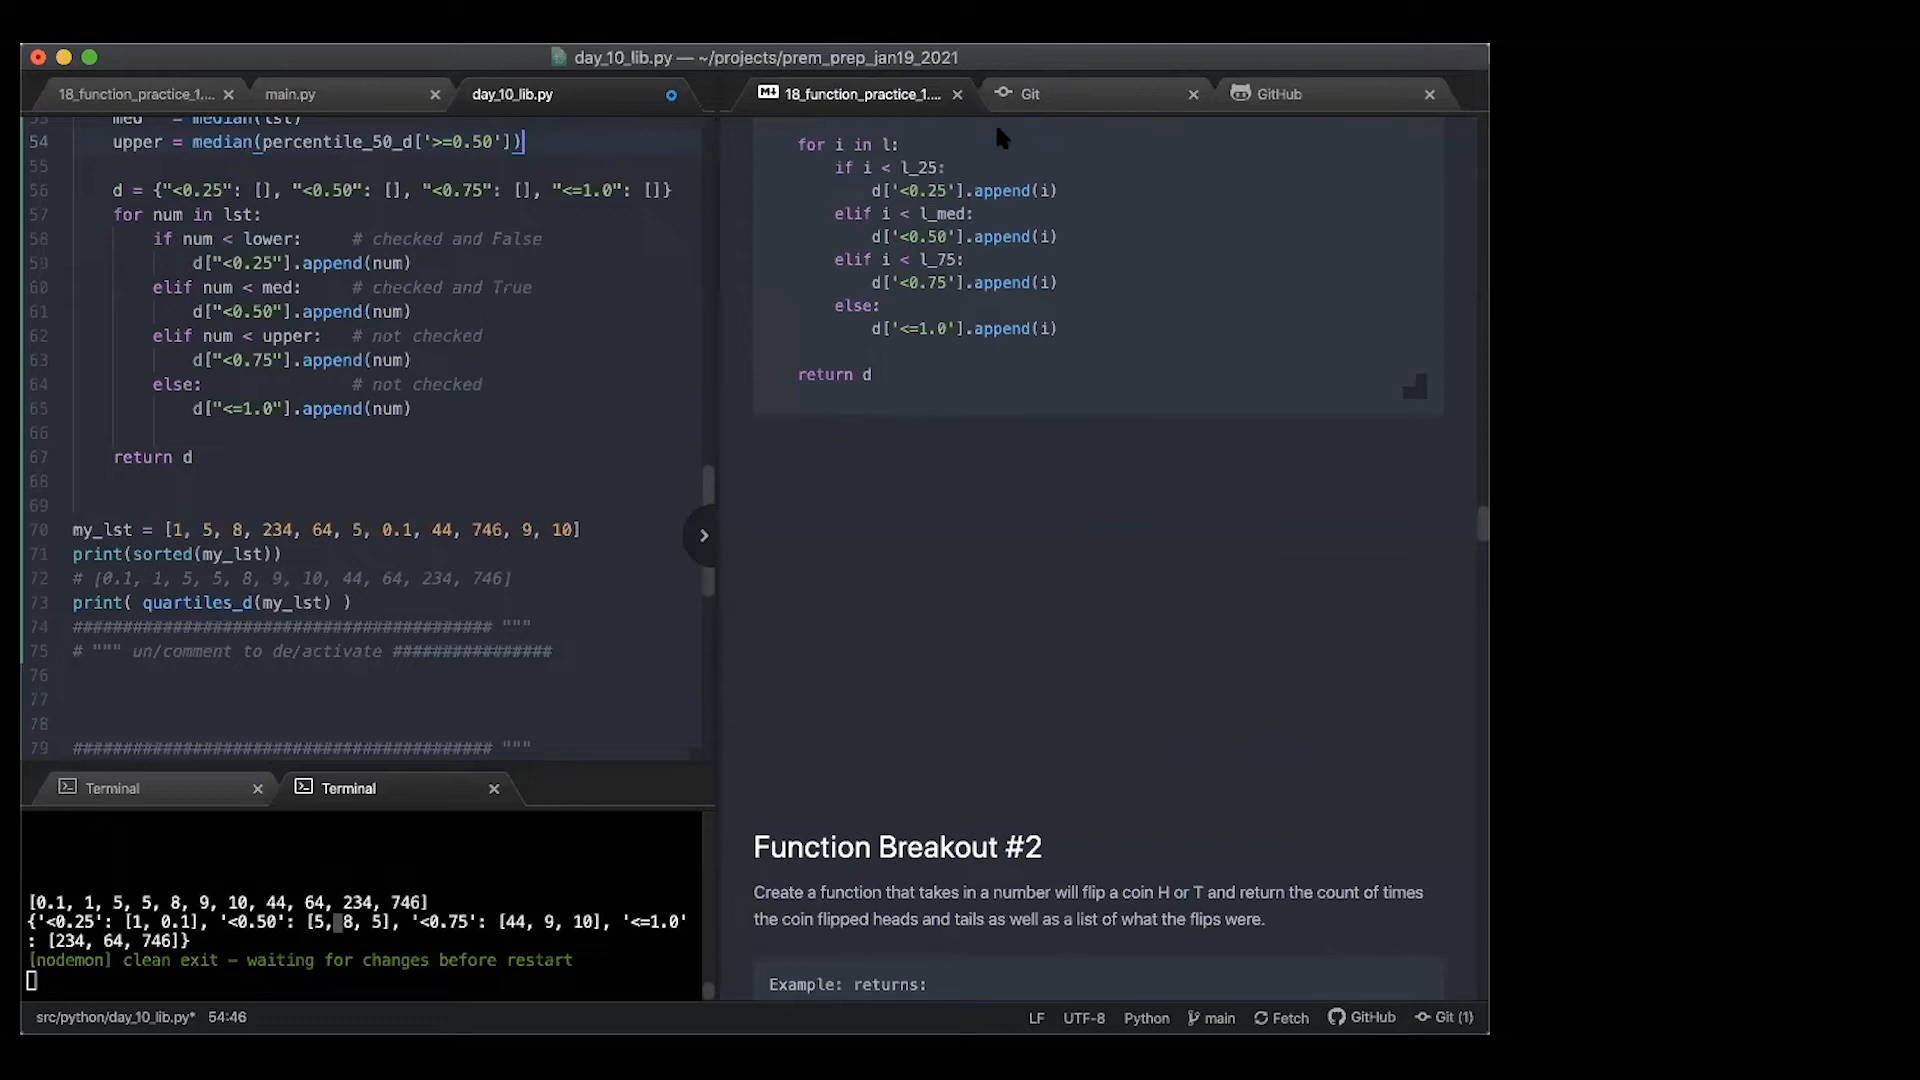 day_10_lib.py — ~/projects/prem_prep_jan19_2021
18_function_practice_1....
main.py
day_10_lib.py
18_function_practice_1....
Git
GitHub
53 med = median(lst)
54 upper = median(percentile_50_d['>=0.50'])
55
56 d = {"<0.25": [], "<0.50": [], "<0.75": [], "<=1.0": []}
57 for num in lst:
58 if num < lower: # checked and False
59 d["<0.25"].append(num)
60 elif num < med: # checked and True
61 d["<0.50"].append(num)
62 elif num < upper: # not checked
63 d["<0.75"].append(num)
64 else: # not checked
65 d["<=1.0"].append(num)
66
67 return d
68
69
70 my_lst = [1, 5, 8, 234, 64, 5, 0.1, 44, 746, 9, 10]
71 print(sorted(my_lst))
72 # [0.1, 1, 5, 5, 8, 9, 10, 44, 64, 234, 746]
73 print( quartiles_d(my_lst) )
74 ########################################## """
75 # """ un/comment to de/activate ################
76
77
78
79 ########################################## """
for i in l:
if i < l_25:
d['<0.25'].append(i)
elif i < l_med:
d['<0.50'].append(i)
elif i < l_75:
d['<0.75'].append(i)
else:
d['<=1.0'].append(i)
return d
Function Breakout #2
Create a function that takes in a number will flip a coin H or T and return the count of times
the coin flipped heads and tails as well as a list of what the flips were.
Example: returns:
Terminal
Terminal
[0.1, 1, 5, 5, 8, 9, 10, 44, 64, 234, 746]
{'<0.25': [1, 0.1], '<0.50': [5, 8, 5], '<0.75': [44, 9, 10], '<=1.0'
: [234, 64, 746]}
[nodemon] clean exit - waiting for changes before restart
src/python/day_10_lib.py* 54:46
LF UTF-8 Python main Fetch GitHub Git (1)